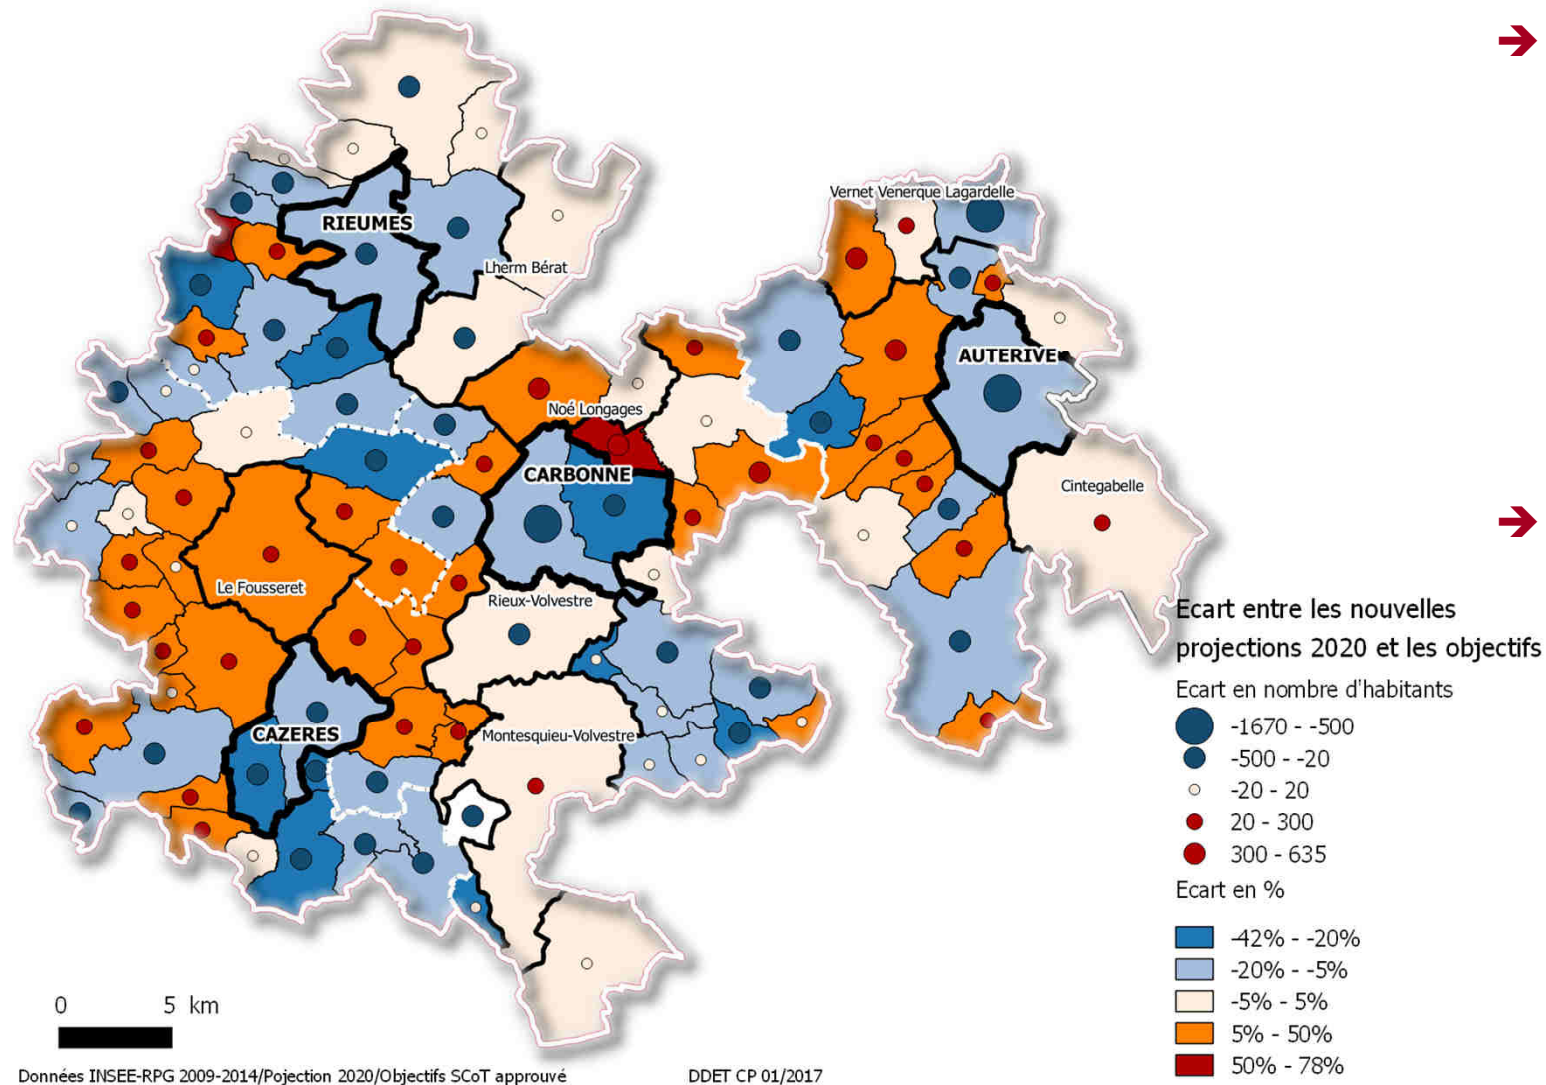 Vernet Venerque Lagardelle
RIEUMES
Lherm Bérat
AUTERIVE
Noé Longages
CARBONNE
Cintegabelle
Le Fousseret
Rieux-Volvestre
CAZERES
Montesquieu-Volvestre
Ecart entre les nouvelles
projections 2020 et les objectifs
Ecart en nombre d'habitants
-1670 - -500
-500 - -20
-20 - 20
20 - 300
300 - 635
Ecart en %
-42% - -20%
-20% - -5%
-5% - 5%
5% - 50%
50% - 78%
0 5 km
Données INSEE-RPG 2009-2014/Pojection 2020/Objectifs SCoT approuvé DDET CP 01/2017